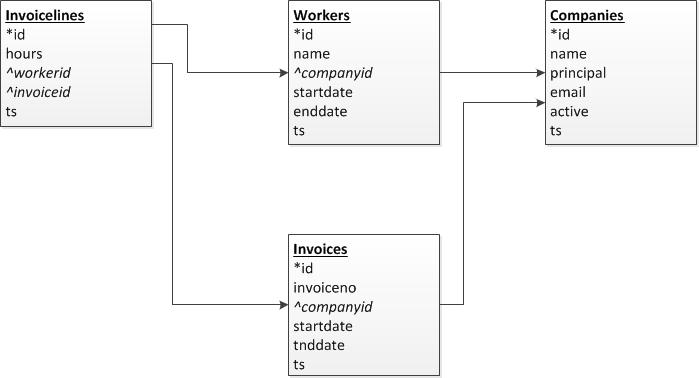 Invoicelines
*id
hours
^workerid
^invoiceid
ts
Workers
*id
name
^companyid
startdate
enddate
ts
Companies
*id
name
principal
email
active
ts
Invoices
*id
invoiceno
^companyid
startdate
tnddate
ts